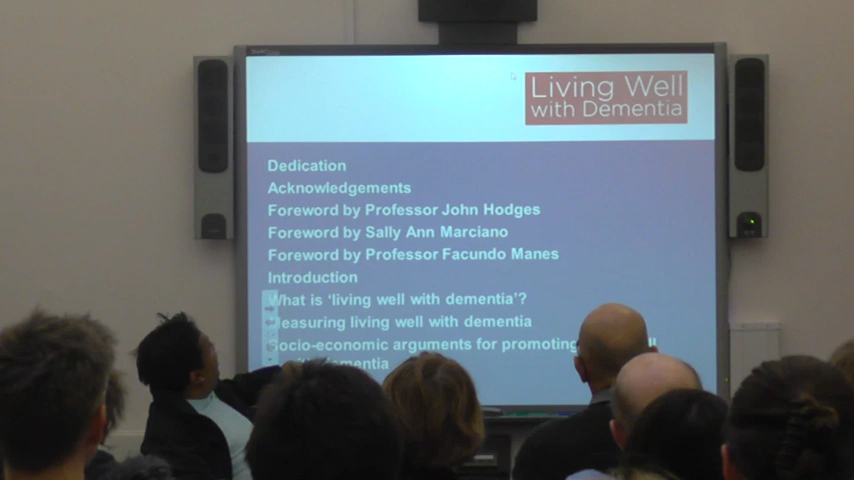 Living Well
with Dementia
Dedication
Acknowledgements
Foreword by Professor John Hodges
Foreword by Sally Ann Marciano
Foreword by Professor Facundo Manes
Introduction
What is ‘living well with dementia’?
Measuring living well with dementia
Socio-economic arguments for promoting
dementia